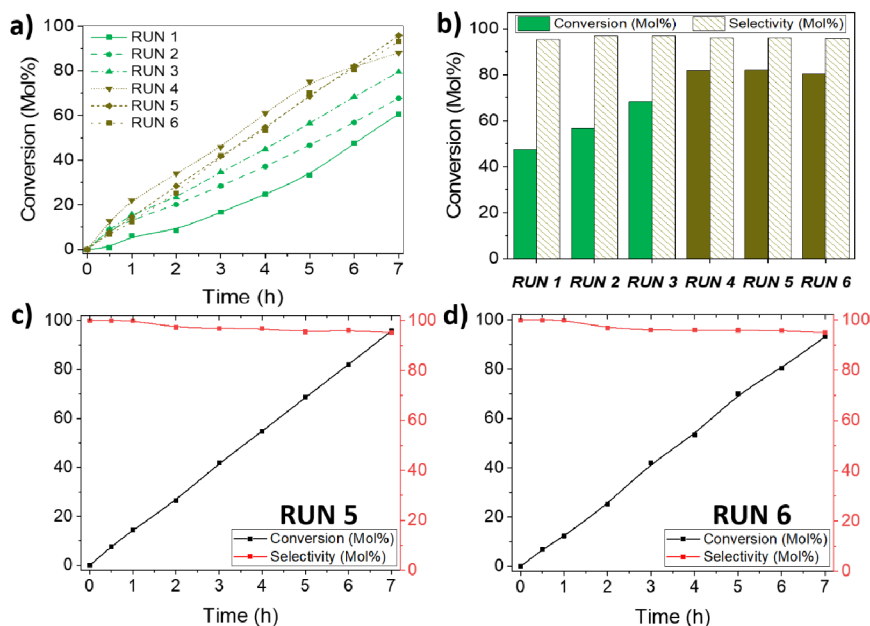 a)
Conversion (Mol%)
100
80
60
40
20
0
RUN 1
RUN 2
RUN 3
RUN 4
RUN 5
RUN 6
0 1 2 3 4 5 6 7
Time (h)
b)
Conversion (Mol%) Selectivity (Mol%)
100
80
60
40
20
0
RUN 1 RUN 2 RUN 3 RUN 4 RUN 5 RUN 6
c)
100
80
60
40
20
0
100
80
60
40
20
0
RUN 5
Conversion (Mol%)
Selectivity (Mol%)
0 1 2 3 4 5 6 7
Time (h)
d)
100
80
60
40
20
0
100
80
60
40
20
0
RUN 6
Conversion (Mol%)
Selectivity (Mol%)
0 1 2 3 4 5 6 7
Time (h)